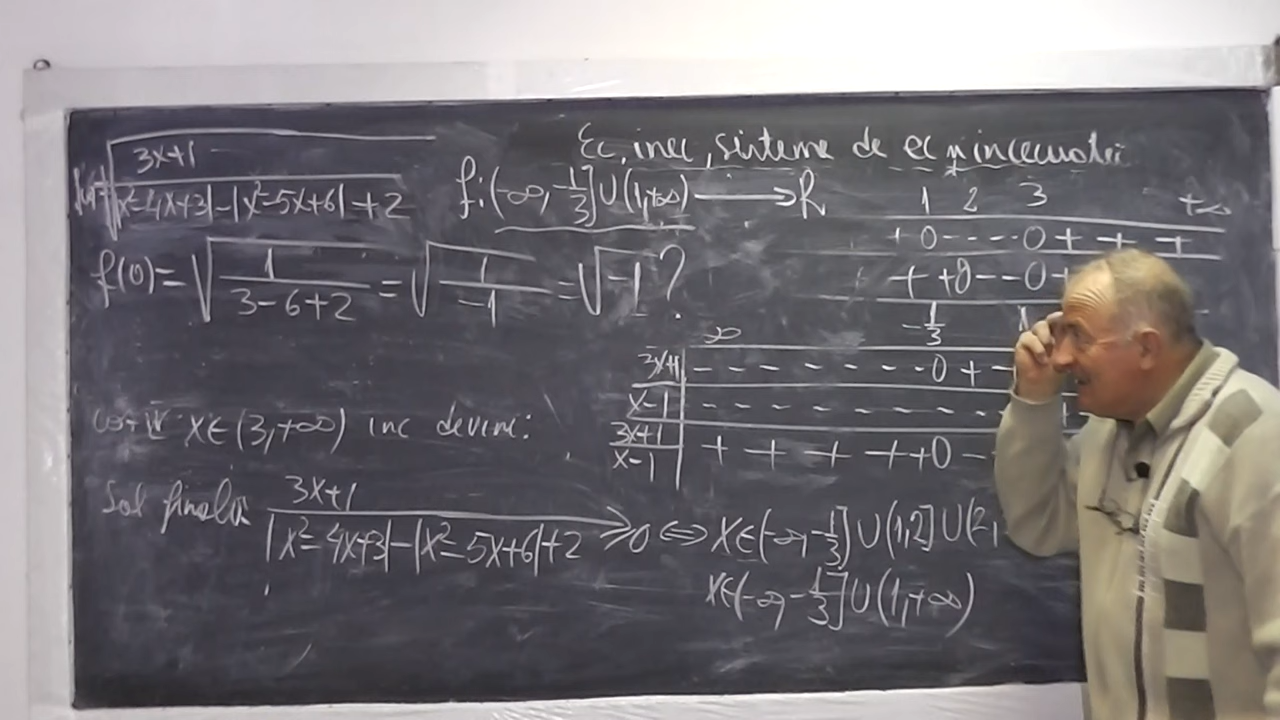 Ec, inec, sisteme de ec și inecuații
f(x)=√(3x+1 / |x²-4x+3|-|x²-5x+6|+2)
f:(-∞,-1/3]∪(1,+∞)→R
1 2 3 +∞
+ 0 - - - - 0 + + +
+ + 0 - - 0 +
f(0)=√(1/(3-6+2))=√(1/-1)=√-1?
∞ -1/3
3x+1 - - - - - - - 0 + -
x-1 - - - - - - - - - -
3x+1/x-1 + + + + + 0 -
x∈(3,+∞) inc devine:
Sol finală: 3x+1 / |x²-4x+3|-|x²-5x+6|+2 ≥0 ⇔ x∈(-∞,-1/3]∪(1,2]∪(2,
x∈(-∞,-1/3]∪(1,+∞)